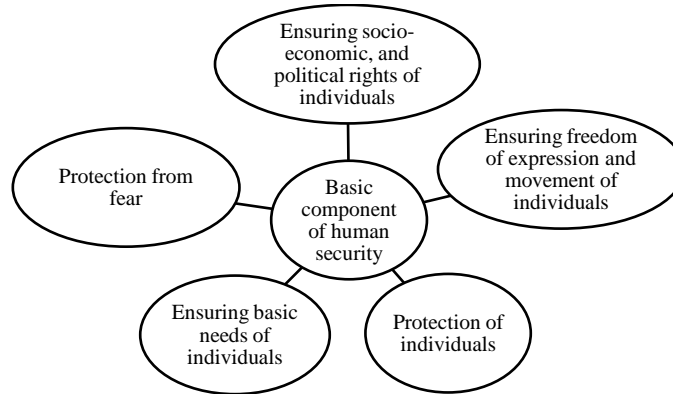 Ensuring socio-
economic, and
political rights of
individuals
Ensuring freedom
of expression and
movement of
individuals
Protection from
fear
Basic
component
of human
security
Ensuring basic
needs of
individuals
Protection of
individuals